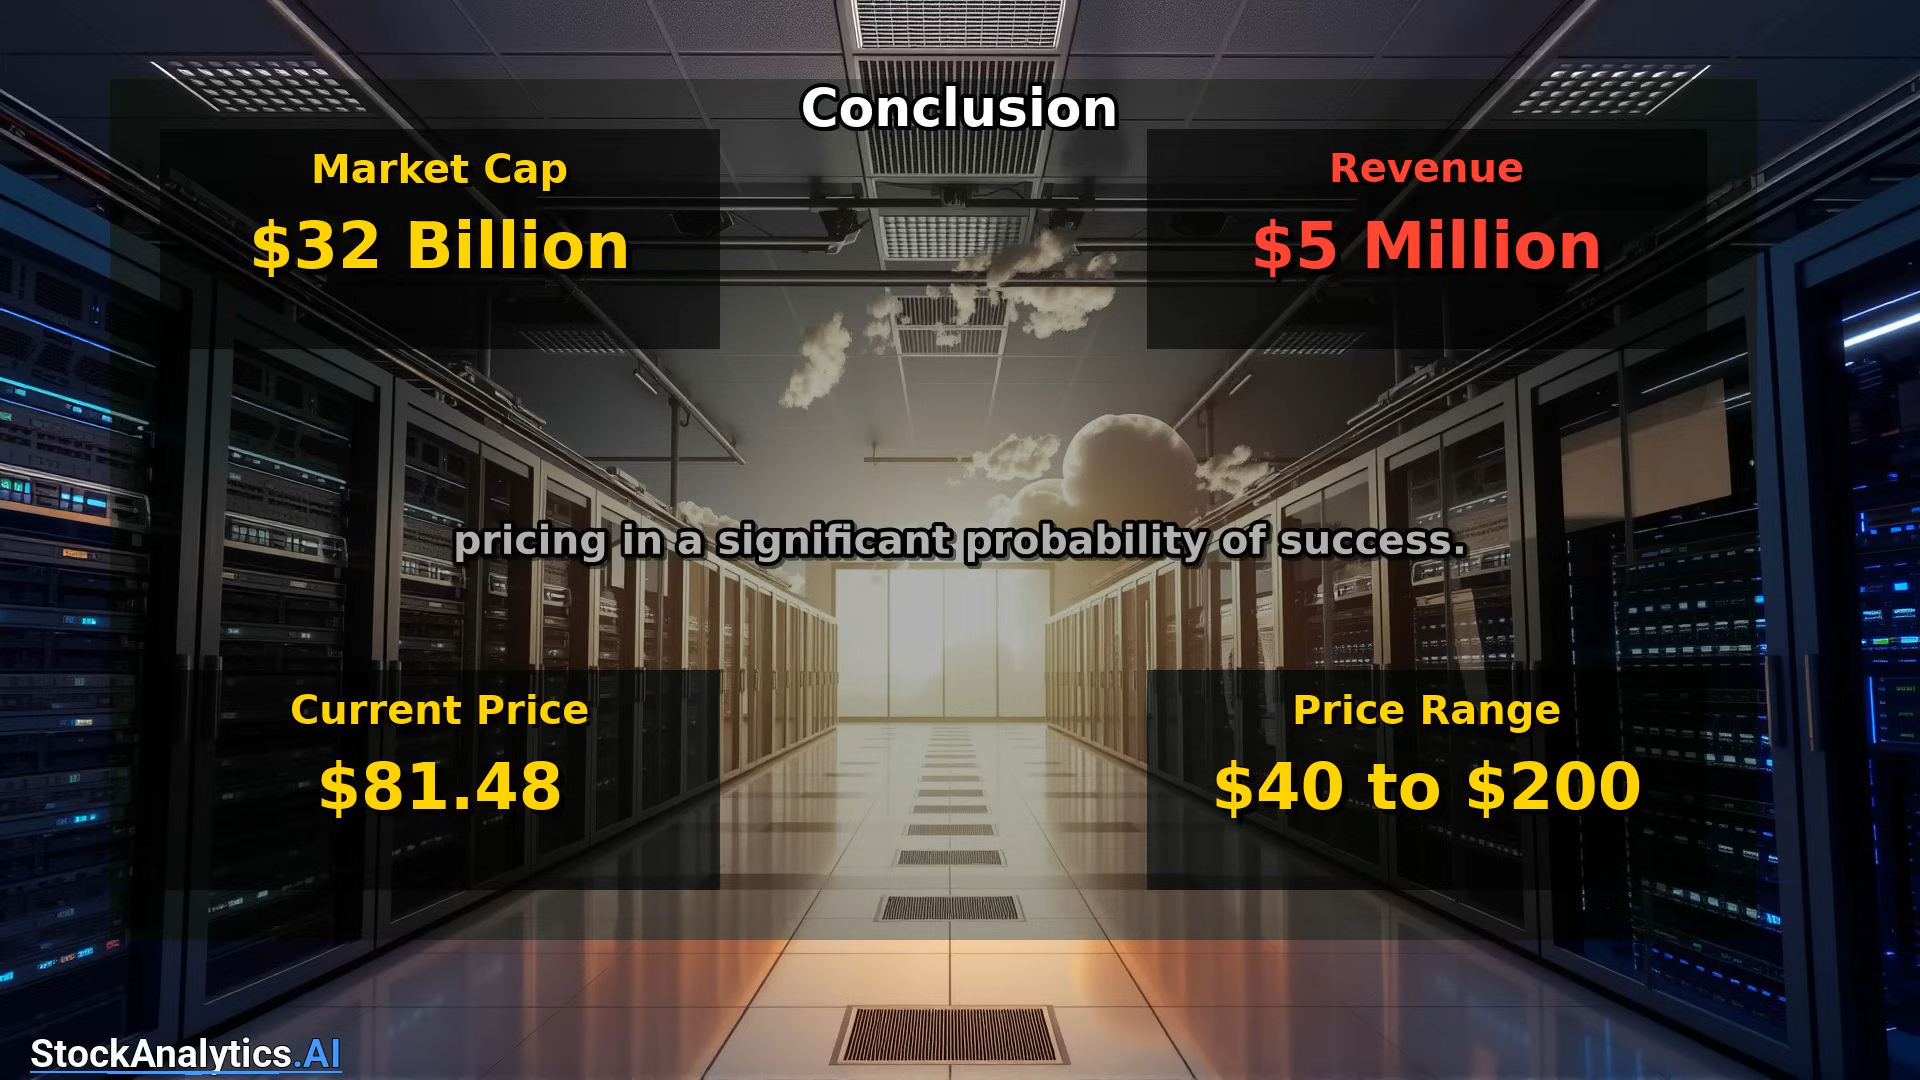 Conclusion
Market Cap
$32 Billion
Revenue
$5 Million
pricing in a significant probability of success.
Current Price
$81.48
Price Range
$40 to $200
StockAnalytics.AI